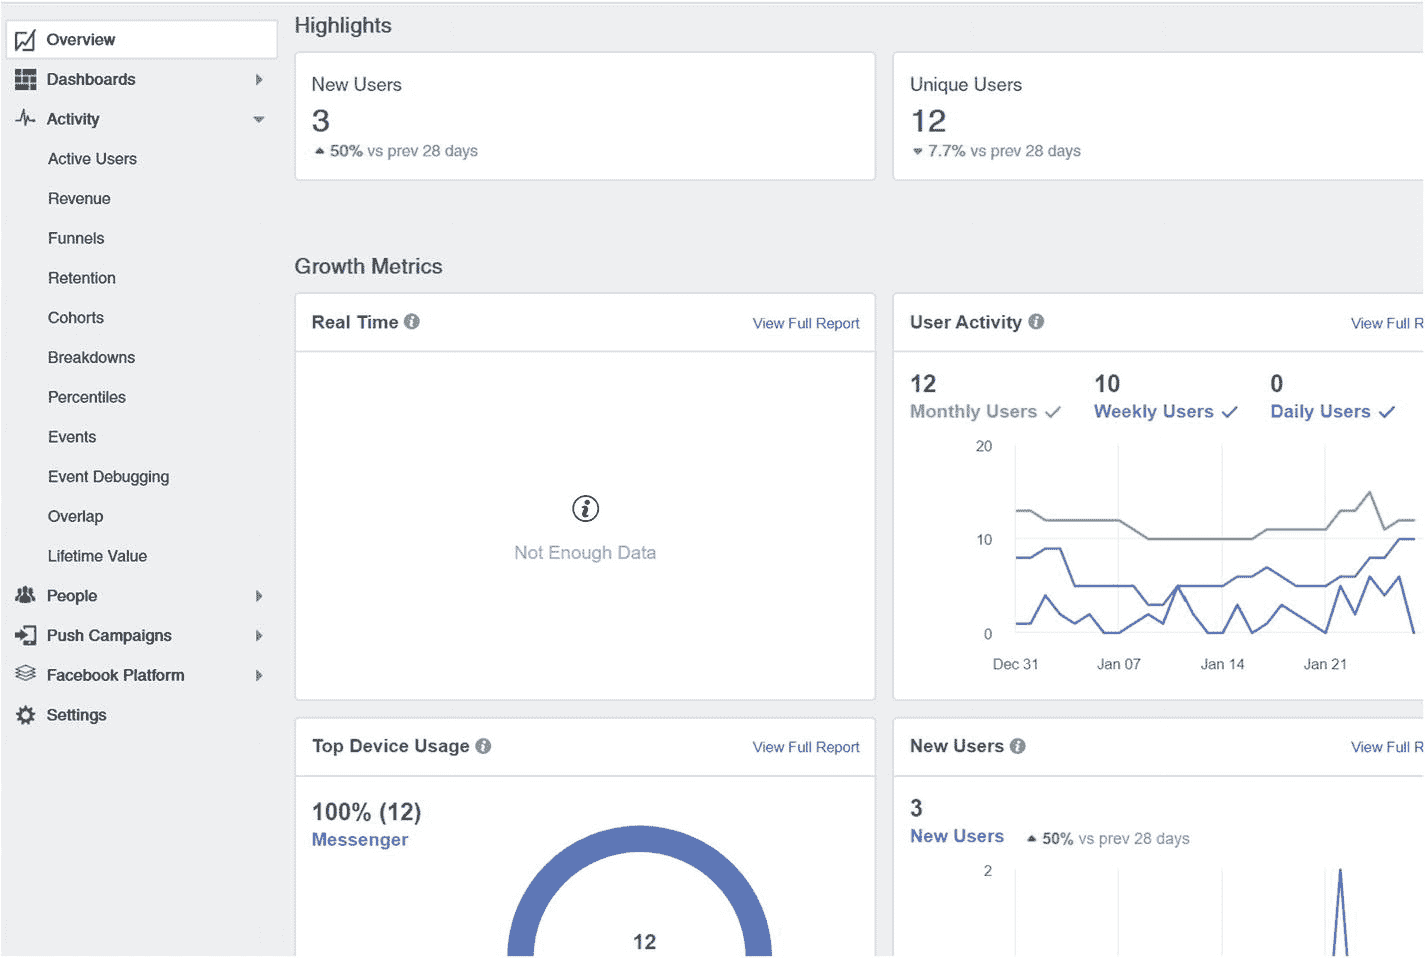 Overview
Dashboards
Activity
Active Users
Revenue
Funnels
Retention
Cohorts
Breakdowns
Percentiles
Events
Event Debugging
Overlap
Lifetime Value
People
Push Campaigns
Facebook Platform
Settings
Highlights
New Users
3
50% vs prev 28 days
Unique Users
12
7.7% vs prev 28 days
Growth Metrics
Real Time
View Full Report
Not Enough Data
User Activity
View Full R
12
Monthly Users
10
Weekly Users
0
Daily Users
20
10
0
Dec 31 Jan 07 Jan 14 Jan 21
Top Device Usage
View Full Report
100% (12)
Messenger
12
New Users
View Full R
3
New Users
50% vs prev 28 days
2